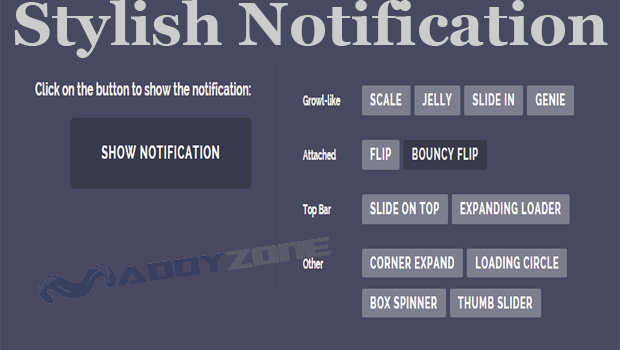 Stylish Notification
Click on the button to show the notification:
SHOW NOTIFICATION
Growl-like SCALE JELLY SLIDE IN GENIE
Attached FLIP BOUNCY FLIP
Top Bar SLIDE ON TOP EXPANDING LOADER
Other CORNER EXPAND LOADING CIRCLE
BOX SPINNER THUMB SLIDER
MADDYZONE